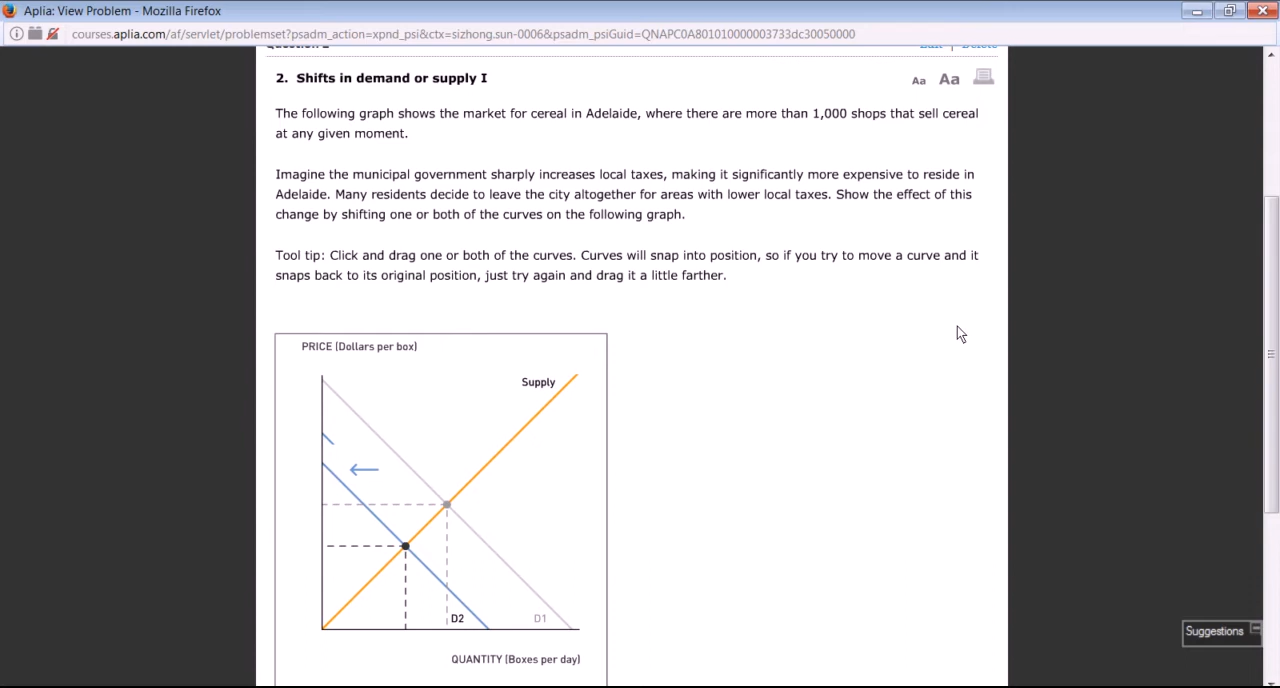 Aplia: View Problem - Mozilla Firefox
courses.aplia.com/af/servlet/problemset?psadm_action=xpnd_psi&ctx=sizhong.sun-0006&psadm_psiGuid=QNAPC0A801010000003733dc30050000
2. Shifts in demand or supply I
Aa Aa
The following graph shows the market for cereal in Adelaide, where there are more than 1,000 shops that sell cereal
at any given moment.
Imagine the municipal government sharply increases local taxes, making it significantly more expensive to reside in
Adelaide. Many residents decide to leave the city altogether for areas with lower local taxes. Show the effect of this
change by shifting one or both of the curves on the following graph.
Tool tip: Click and drag one or both of the curves. Curves will snap into position, so if you try to move a curve and it
snaps back to its original position, just try again and drag it a little farther.
PRICE (Dollars per box)
Supply
D2
D1
QUANTITY (Boxes per day)
Suggestions